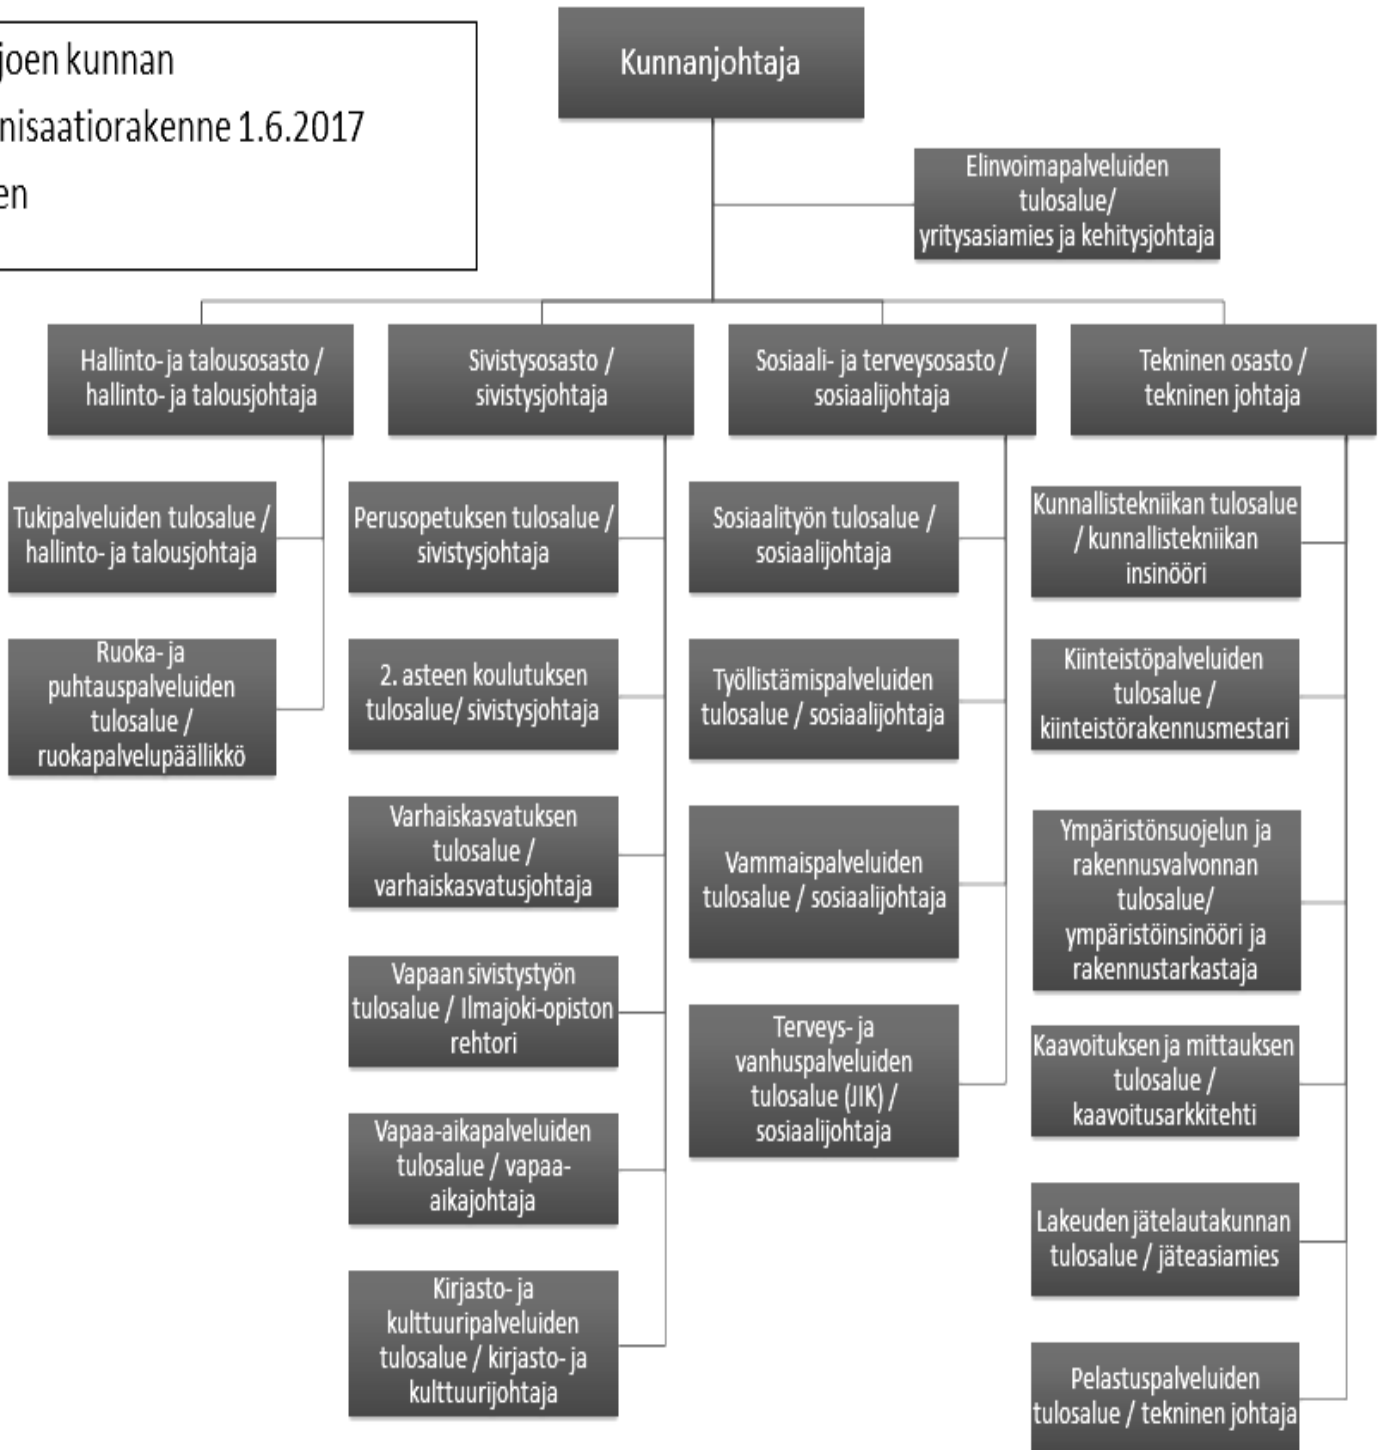 joen kunnan
nisaatiorakenne 1.6.2017
en
Kunnanjohtaja
Elinvoimapalveluiden
tulosalue/
yritysasiamies ja kehitysjohtaja
Hallinto- ja talousosasto /
hallinto- ja talousjohtaja
Tukipalveluiden tulosalue /
hallinto- ja talousjohtaja
Ruoka- ja
puhtauspalveluiden
tulosalue /
ruokapalvelupäällikkö
Sivistysosasto /
sivistysjohtaja
Perusopetuksen tulosalue /
sivistysjohtaja
2. asteen koulutuksen
tulosalue/ sivistysjohtaja
Varhaiskasvatuksen
tulosalue /
varhaiskasvatusjohtaja
Vapaan sivistystyön
tulosalue / Ilmajoki-opiston
rehtori
Vapaa-aikapalveluiden
tulosalue / vapaa-
aikajohtaja
Kirjasto- ja
kulttuuripalveluiden
tulosalue / kirjasto- ja
kulttuurijohtaja
Sosiaali- ja terveysosasto /
sosiaalijohtaja
Sosiaalityön tulosalue /
sosiaalijohtaja
Työllistämispalveluiden
tulosalue / sosiaalijohtaja
Vammaispalveluiden
tulosalue / sosiaalijohtaja
Terveys- ja
vanhuspalveluiden
tulosalue (JIK) /
sosiaalijohtaja
Tekninen osasto /
tekninen johtaja
Kunnallistekniikan tulosalue
/ kunnallistekniikan
insinööri
Kiinteistöpalveluiden
tulosalue /
kiinteistörakennusmestari
Ympäristönsuojelun ja
rakennusvalvonnan
tulosalue/
ympäristöinsinööri ja
rakennustarkastaja
Kaavoituksen ja mittauksen
tulosalue /
kaavoitusarkkitehti
Lakeuden jätelautakunnan
tulosalue / jäteasiamies
Pelastuspalveluiden
tulosalue / tekninen johtaja